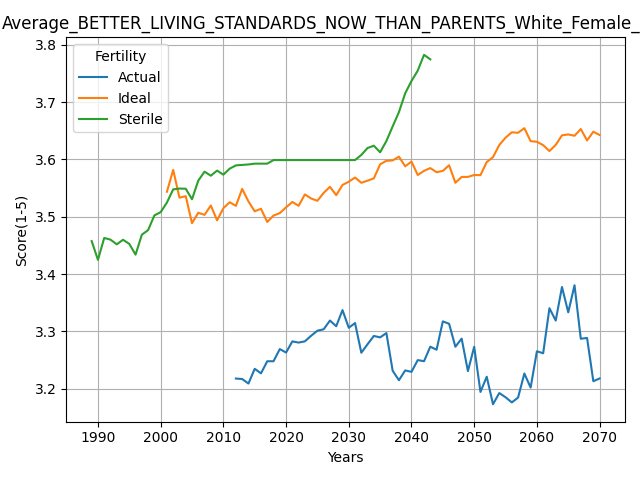 Average_BETTER_LIVING_STANDARDS_NOW_THAN_PARENTS_White_Female_
3.8
3.7
3.6
3.5
3.4
3.3
3.2
Score(1-5)
Fertility
Actual
Ideal
Sterile
1990 2000 2010 2020 2030 2040 2050 2060 2070
Years